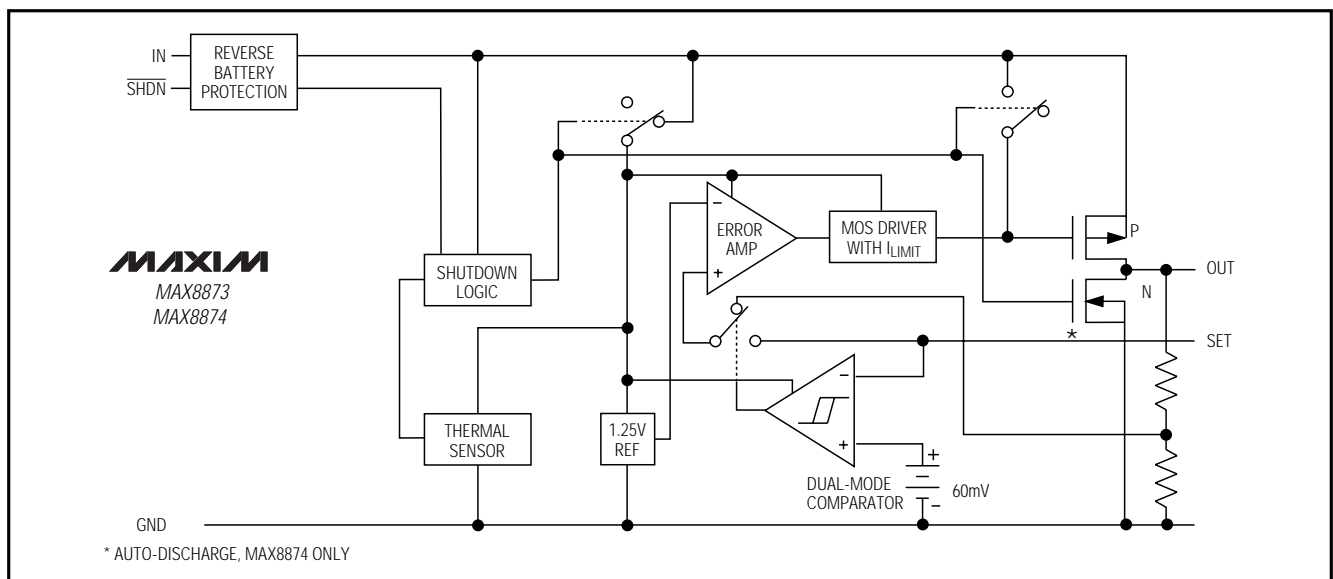 IN
REVERSE
BATTERY
PROTECTION
SHDN
P
ERROR
AMP
−
+
MOS DRIVER
WITH ILIMIT
OUT
N
*
SET
MAXIM
MAX8873
MAX8874
SHUTDOWN
LOGIC
THERMAL
SENSOR
1.25V
REF
−
+
DUAL-MODE
COMPARATOR
+
60mV
−
GND
* AUTO-DISCHARGE, MAX8874 ONLY